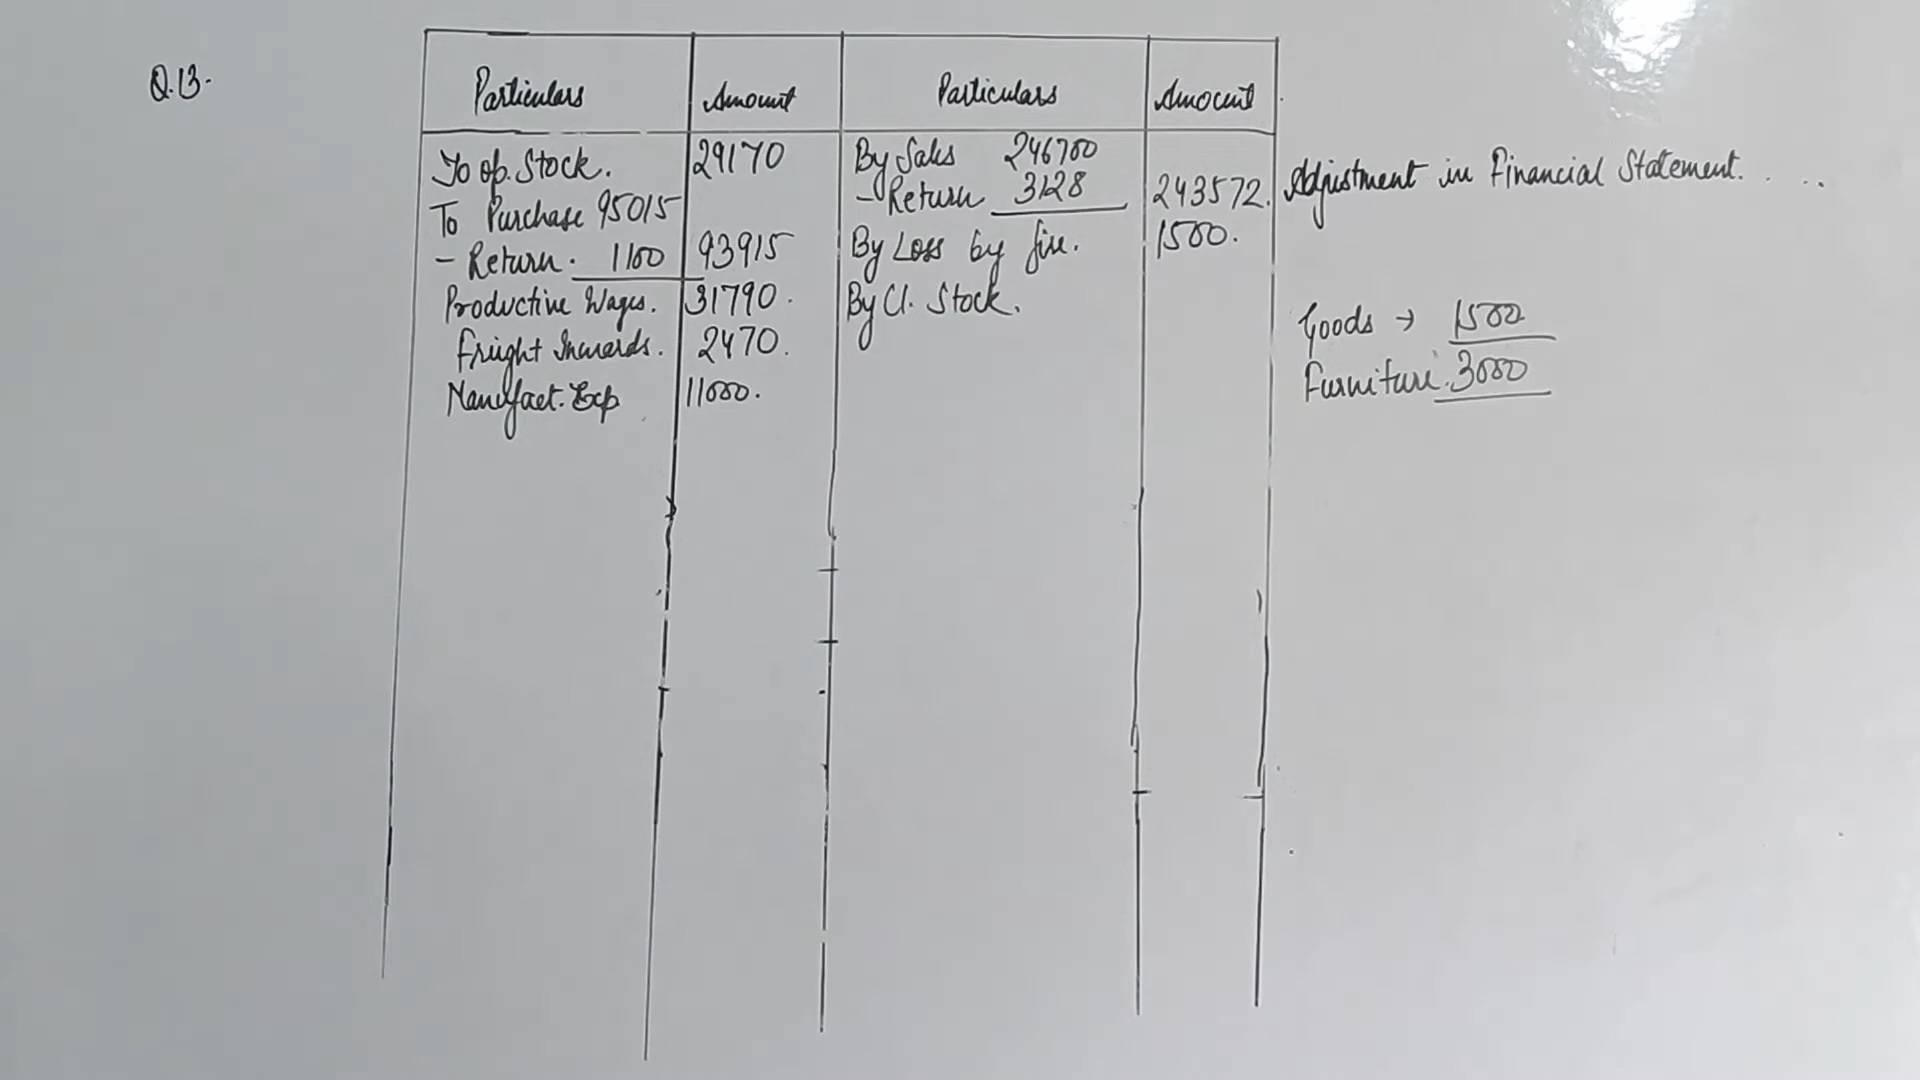 Q.13.
Particulars Amount Particulars Amount
To op. Stock. 29170 By Sales 246700
To Purchase 95015 - Return 3128 243572.
- Return. 1100 93915 By Loss by fire. 1500.
Productive Wages. 31790. By Cl. Stock.
Freight Inwards. 2470.
Manufact. Exp 11000.
Adjustment in Financial Statement. . ..
Goods → 1500
Furniture. 3000